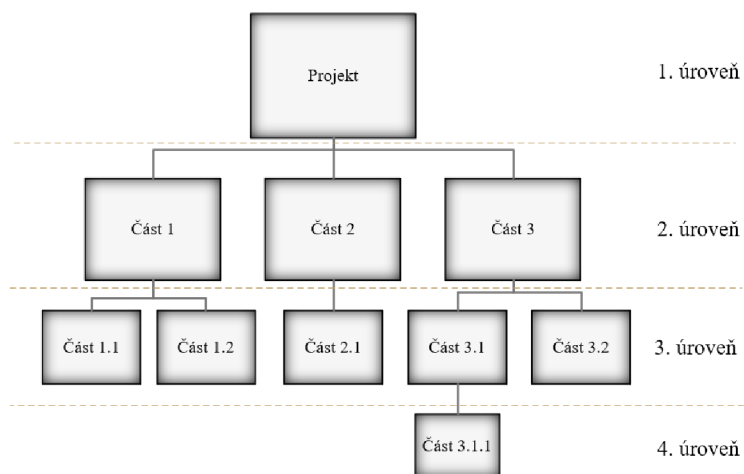 Projekt
1. úroveň
Část 1
Část 2
Část 3
2. úroveň
Část 1.1
Část 1.2
Část 2.1
Část 3.1
Část 3.2
3. úroveň
Část 3.1.1
4. úroveň